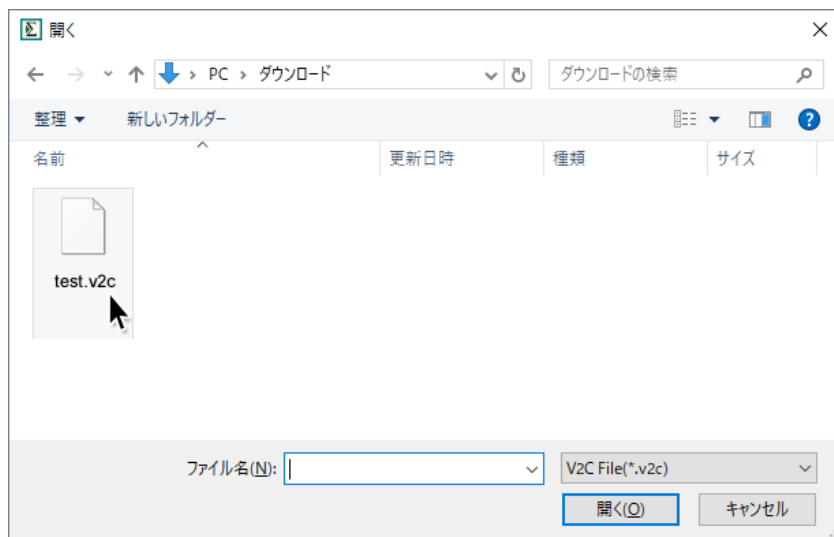 開く
PC > ダウンロード
ダウンロードの検索
整理 新しいフォルダー
名前 更新日時 種類 サイズ
test.v2c
ファイル名(N): V2C File(*.v2c)
開く(O) キャンセル